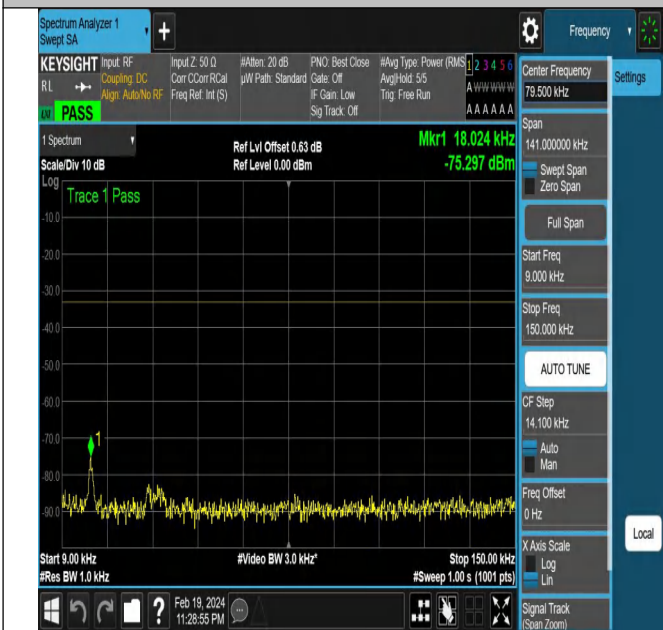 Spectrum Analyzer 1
Swept SA
+
Frequency
KEYSIGHT
RL
LXI
PASS
Input: RF
Coupling: DC
Align: Auto/No RF
Input Z: 50 Ω
Corr CCorr RCal
Freq Ref: Int (S)
#Atten: 20 dB
µW Path: Standard
PNO: Best Close
Gate: Off
IF Gain: Low
Sig Track: Off
#Avg Type: Power (RMS
Avg|Hold: 5/5
Trig: Free Run
1 2 3 4 5 6
A W W W W W
A A A A A A
Center Frequency
79.500 kHz
Settings
Span
141.000000 kHz
Swept Span
Zero Span
Full Span
Start Freq
9.000 kHz
Stop Freq
150.000 kHz
AUTO TUNE
CF Step
14.100 kHz
Auto
Man
Freq Offset
0 Hz
X Axis Scale
Log
Lin
Signal Track
(Span Zoom)
Local
1 Spectrum
Scale/Div 10 dB
Log
Ref Lvl Offset 0.63 dB
Ref Level 0.00 dBm
Mkr1 18.024 kHz
-75.297 dBm
Trace 1 Pass
-10.0
-20.0
-30.0
-40.0
-50.0
-60.0
-70.0
-80.0
-90.0
1
Start 9.00 kHz
#Res BW 1.0 kHz
#Video BW 3.0 kHz*
Stop 150.00 kHz
#Sweep 1.00 s (1001 pts)
?
Feb 19, 2024
11:28:55 PM